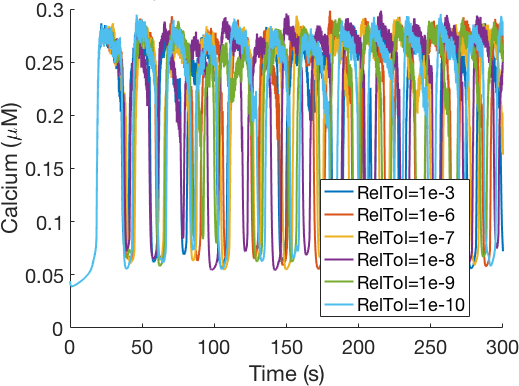 0.3
0.25
0.2
0.15
0.1
0.05
0
Calcium (μM)
RelTol=1e-3
RelTol=1e-6
RelTol=1e-7
RelTol=1e-8
RelTol=1e-9
RelTol=1e-10
0 50 100 150 200 250 300
Time (s)